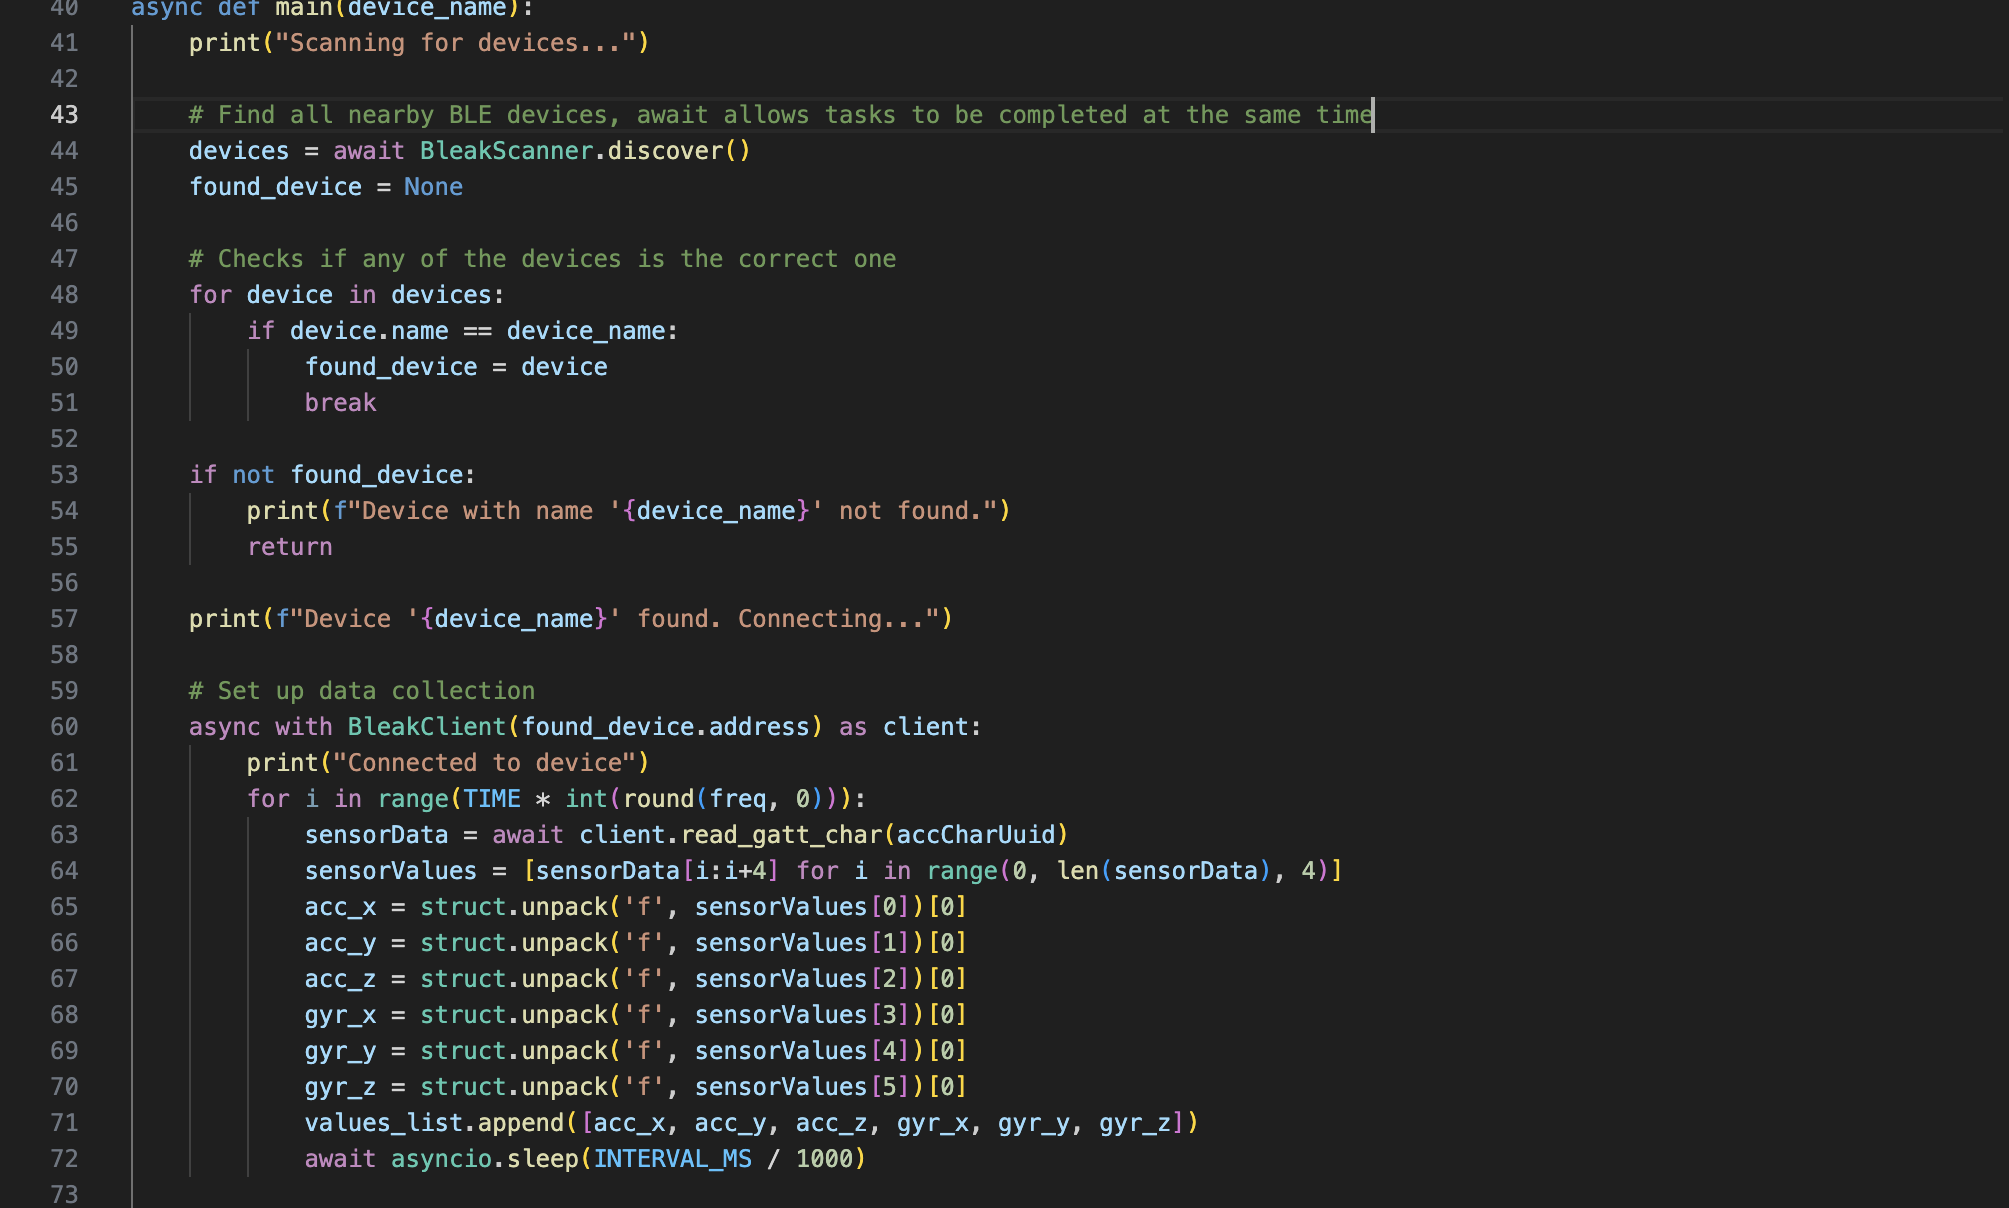 40 async def main(device_name):
41     print("Scanning for devices...")
42
43     # Find all nearby BLE devices, await allows tasks to be completed at the same time
44     devices = await BleakScanner.discover()
45     found_device = None
46
47     # Checks if any of the devices is the correct one
48     for device in devices:
49         if device.name == device_name:
50             found_device = device
51             break
52
53     if not found_device:
54         print(f"Device with name '{device_name}' not found.")
55         return
56
57     print(f"Device '{device_name}' found. Connecting...")
58
59     # Set up data collection
60     async with BleakClient(found_device.address) as client:
61         print("Connected to device")
62         for i in range(TIME * int(round(freq, 0))):
63             sensorData = await client.read_gatt_char(accCharUuid)
64             sensorValues = [sensorData[i:i+4] for i in range(0, len(sensorData), 4)]
65             acc_x = struct.unpack('f', sensorValues[0])[0]
66             acc_y = struct.unpack('f', sensorValues[1])[0]
67             acc_z = struct.unpack('f', sensorValues[2])[0]
68             gyr_x = struct.unpack('f', sensorValues[3])[0]
69             gyr_y = struct.unpack('f', sensorValues[4])[0]
70             gyr_z = struct.unpack('f', sensorValues[5])[0]
71             values_list.append([acc_x, acc_y, acc_z, gyr_x, gyr_y, gyr_z])
72             await asyncio.sleep(INTERVAL_MS / 1000)
73